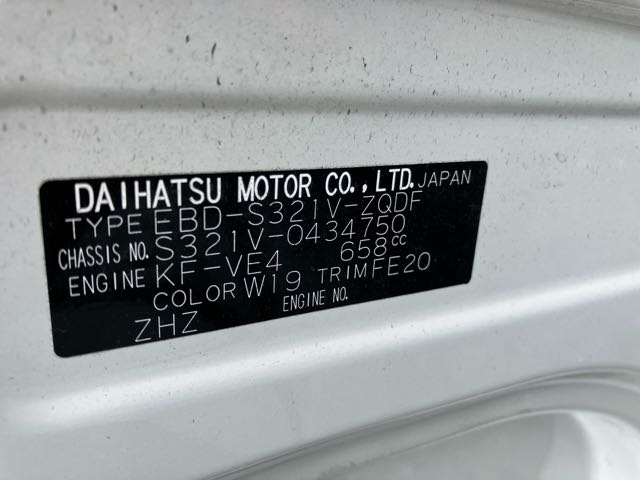 DAIHATSU MOTOR CO.,LTD. JAPAN
TYPE EBD-S321V-ZQDF
CHASSIS NO. S321V-0434750
ENGINE KF-VE4 658cc
COLOR W19 TRIM FE20
ENGINE NO.
ZHZ